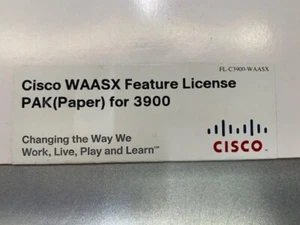 FL-C3900-WAASX
Cisco WAASX Feature License
PAK(Paper) for 3900
Changing the Way We
Work, Live, Play and Learn™
CISCO